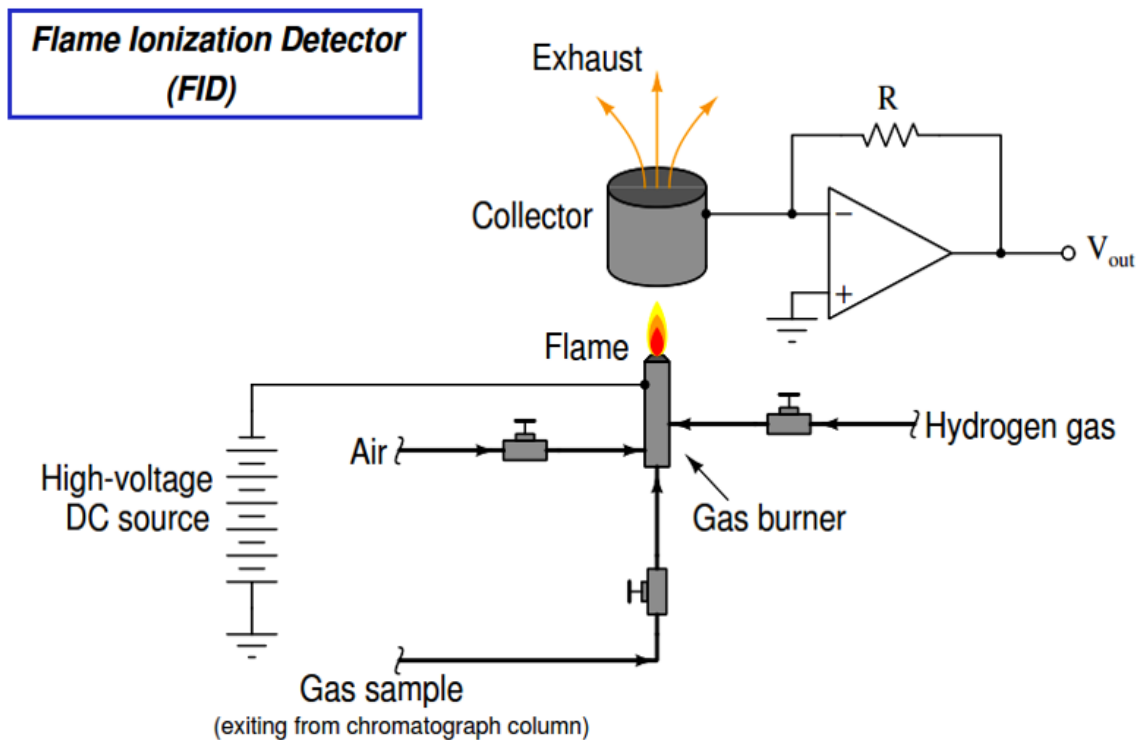 Flame Ionization Detector
(FID)
Exhaust
R
Collector
−
+
V_out
Flame
Air
Hydrogen gas
High-voltage
DC source
Gas burner
Gas sample
(exiting from chromatograph column)